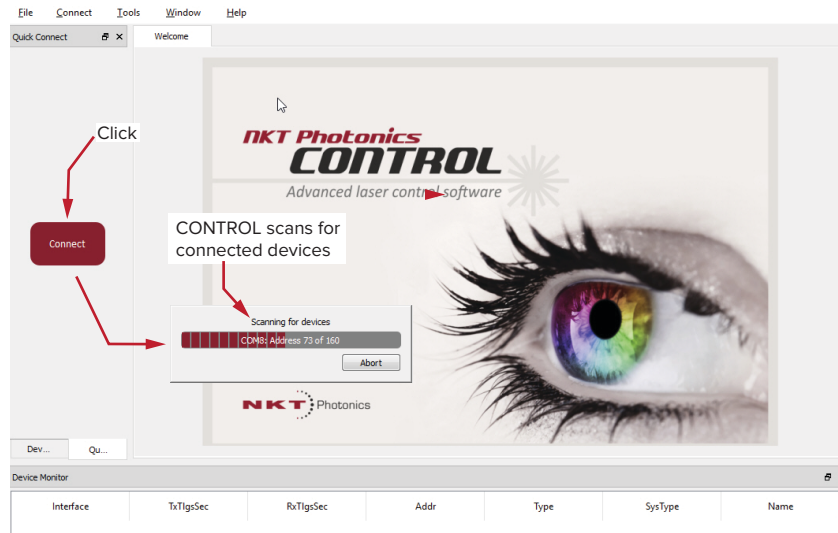 File Connect Tools Window Help
Quick Connect
Welcome
Click
NKT Photonics
CONTROL
Advanced laser control software
CONTROL scans for
connected devices
Connect
Scanning for devices
COM8: Address 73 of 160
Abort
NKT Photonics
Dev... Qu...
Device Monitor
Interface TxTlgsSec RxTlgsSec Addr Type SysType Name